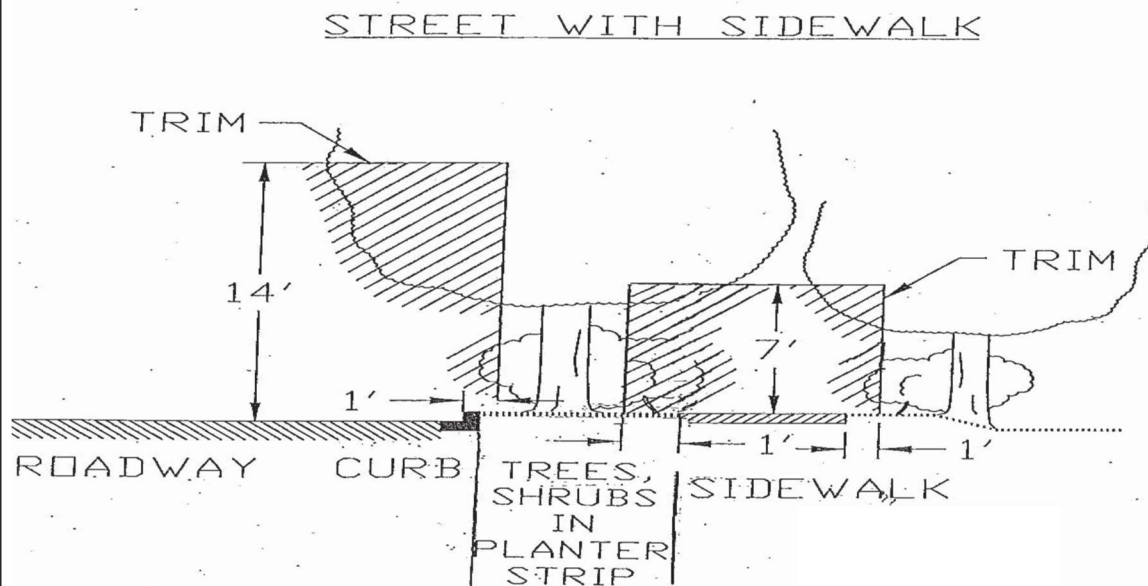 STREET WITH SIDEWALK
TRIM
TRIM
14'
7'
1'
1'
1'
ROADWAY
CURB
TREES,
SHRUBS
IN
PLANTER
STRIP
SIDEWALK